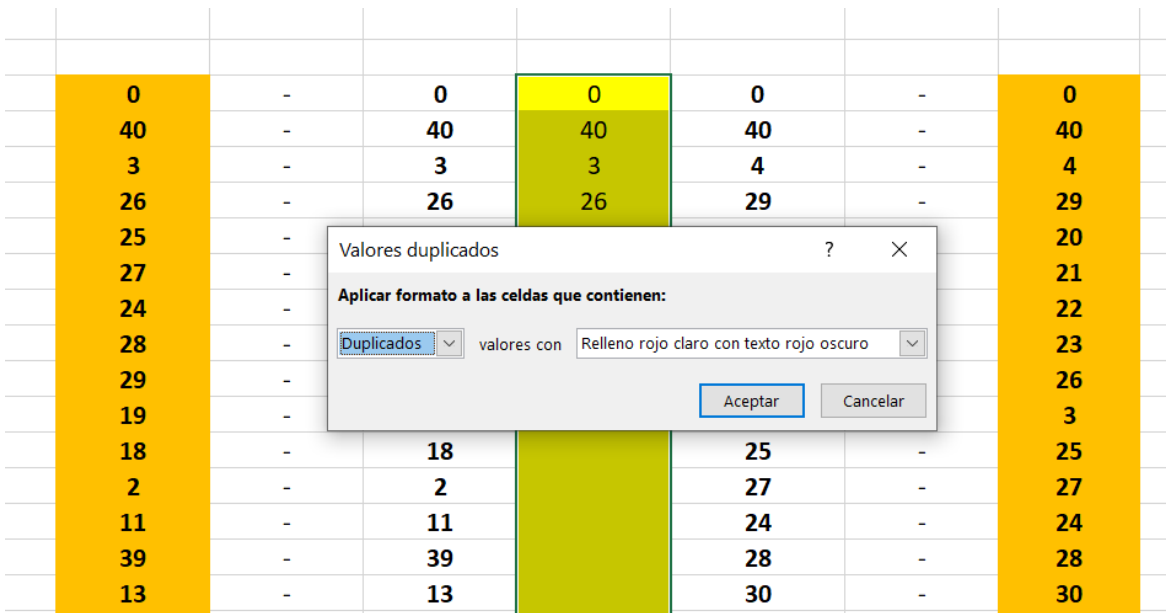 0 - 0 0 0 - 0
40 - 40 40 40 - 40
3 - 3 3 4 - 4
26 - 26 26 29 - 29
25 - 20
27 - 21
24 - 22
28 - 23
29 - 26
19 - 3
Valores duplicados ? ×
Aplicar formato a las celdas que contienen:
Duplicados valores con Relleno rojo claro con texto rojo oscuro
Aceptar Cancelar
18 - 18 25 - 25
2 - 2 27 - 27
11 - 11 24 - 24
39 - 39 28 - 28
13 - 13 30 - 30